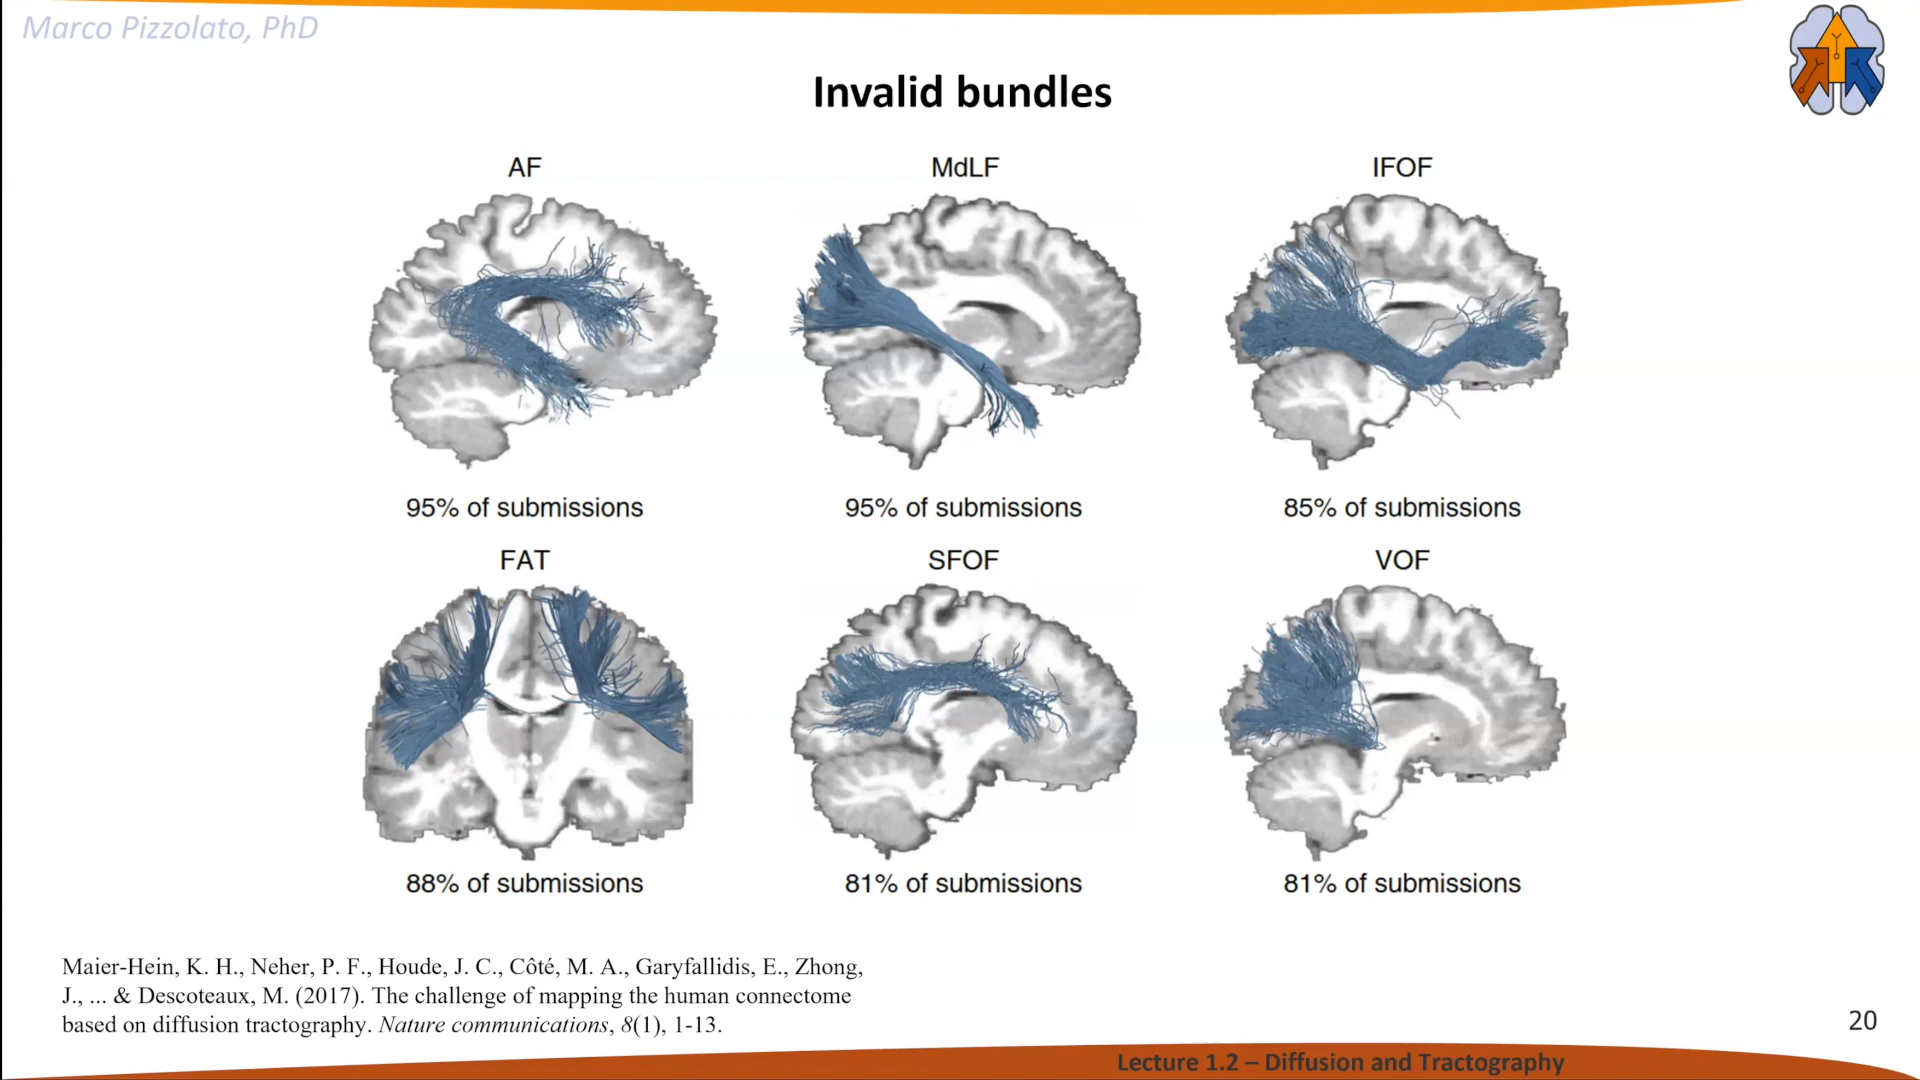 Marco Pizzolato, PhD
Invalid bundles
AF
MdLF
IFOF
95% of submissions
95% of submissions
85% of submissions
FAT
SFOF
VOF
88% of submissions
81% of submissions
81% of submissions
Maier-Hein, K. H., Neher, P. F., Houde, J. C., Côté, M. A., Garyfallidis, E., Zhong,
J., ... & Descoteaux, M. (2017). The challenge of mapping the human connectome
based on diffusion tractography. Nature communications, 8(1), 1-13.
20
Lecture 1.2 – Diffusion and Tractography